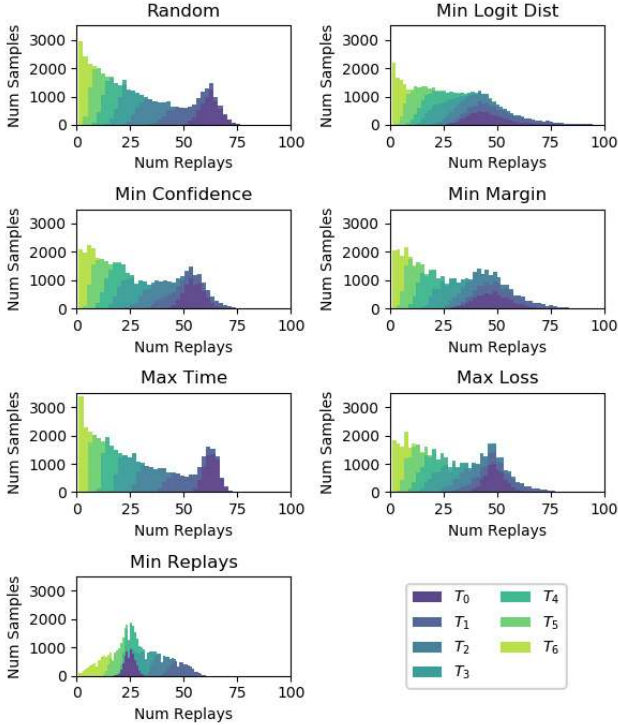 Random
3000
2000
1000
0
Num Samples
0 25 50 75 100
Num Replays
Min Logit Dist
3000
2000
1000
0
Num Samples
0 25 50 75 100
Num Replays
Min Confidence
3000
2000
1000
0
Num Samples
0 25 50 75 100
Num Replays
Min Margin
3000
2000
1000
0
Num Samples
0 25 50 75 100
Num Replays
Max Time
3000
2000
1000
0
Num Samples
0 25 50 75 100
Num Replays
Max Loss
3000
2000
1000
0
Num Samples
0 25 50 75 100
Num Replays
Min Replays
3000
2000
1000
0
Num Samples
0 25 50 75 100
Num Replays
T0
T1
T2
T3
T4
T5
T6